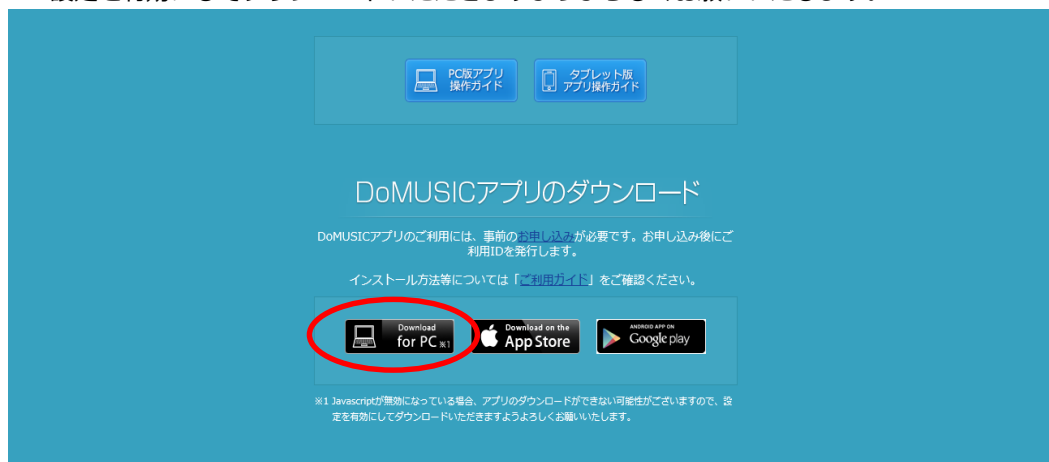 PC版アプリ
操作ガイド
タブレット版
アプリ操作ガイド
DoMUSICアプリのダウンロード
DoMUSICアプリのご利用には、事前のお申し込みが必要です。お申し込み後にご
利用IDを発行します。
インストール方法等については「ご利用ガイド」をご確認ください。
Download
for PC ※1
Download on the
App Store
ANDROID APP ON
Google play
※1 Javascriptが無効になっている場合、アプリのダウンロードができない可能性がございますので、設
定を有効にしてダウンロードいただきますようよろしくお願いいたします。